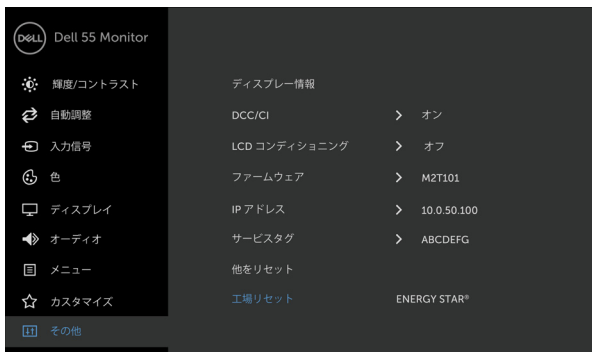 DELL Dell 55 Monitor
輝度/コントラスト
自動調整
入力信号
色
ディスプレイ
オーディオ
メニュー
カスタマイズ
その他
ディスプレー情報
DCC/CI オン
LCD コンディショニング オフ
ファームウェア M2T101
IP アドレス 10.0.50.100
サービスタグ ABCDEFG
他をリセット
工場リセット ENERGY STAR®